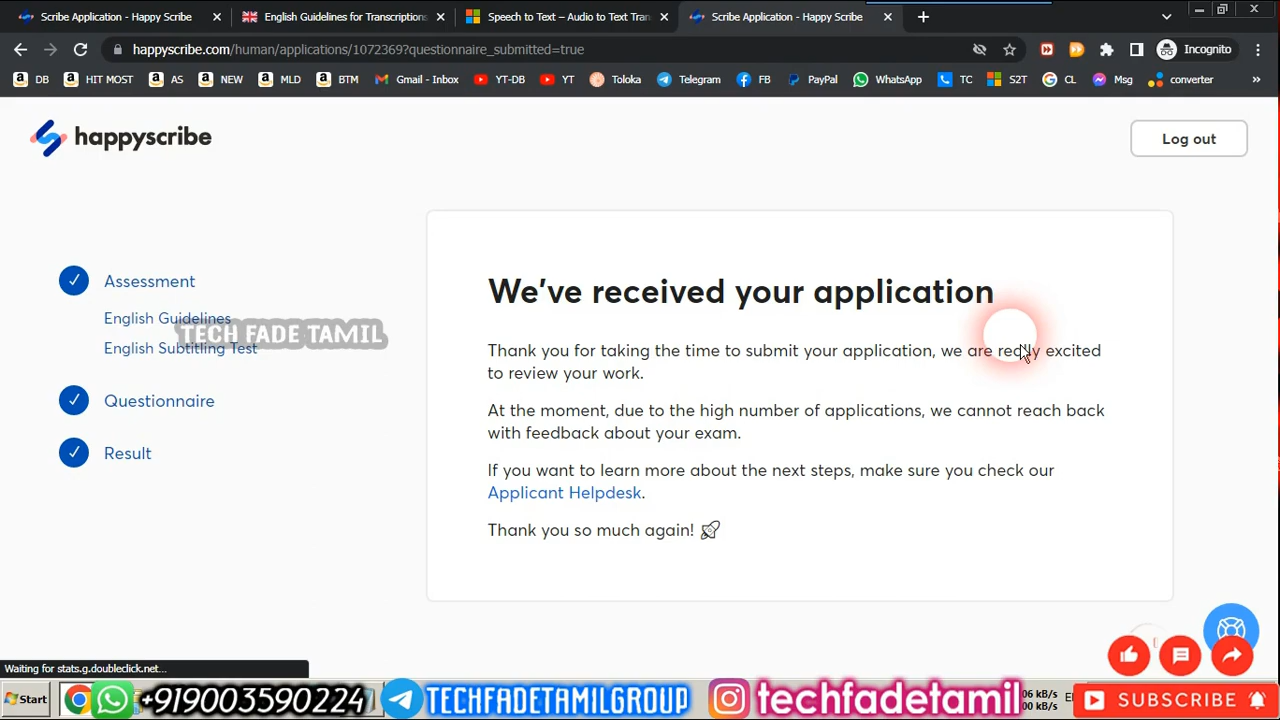 Scribe Application - Happy Scribe
English Guidelines for Transcriptions
Speech to Text – Audio to Text Tran
Scribe Application - Happy Scribe
happyscribe.com/human/applications/1072369?questionnaire_submitted=true
Incognito
DB
HIT MOST
AS
NEW
MLD
BTM
Gmail - Inbox
YT-DB
YT
Toloka
Telegram
FB
PayPal
WhatsApp
TC
S2T
CL
Msg
converter
happyscribe
Log out
Assessment
English Guidelines
TECH FADE TAMIL
English Subtitling Test
Questionnaire
Result
We've received your application
Thank you for taking the time to submit your application, we are really excited
to review your work.
At the moment, due to the high number of applications, we cannot reach back
with feedback about your exam.
If you want to learn more about the next steps, make sure you check our
Applicant Helpdesk.
Thank you so much again!
Waiting for stats.g.doubleclick.net...
Start
+919003590224
TECHFADETAMILGROUP
techfadetamil
SUBSCRIBE